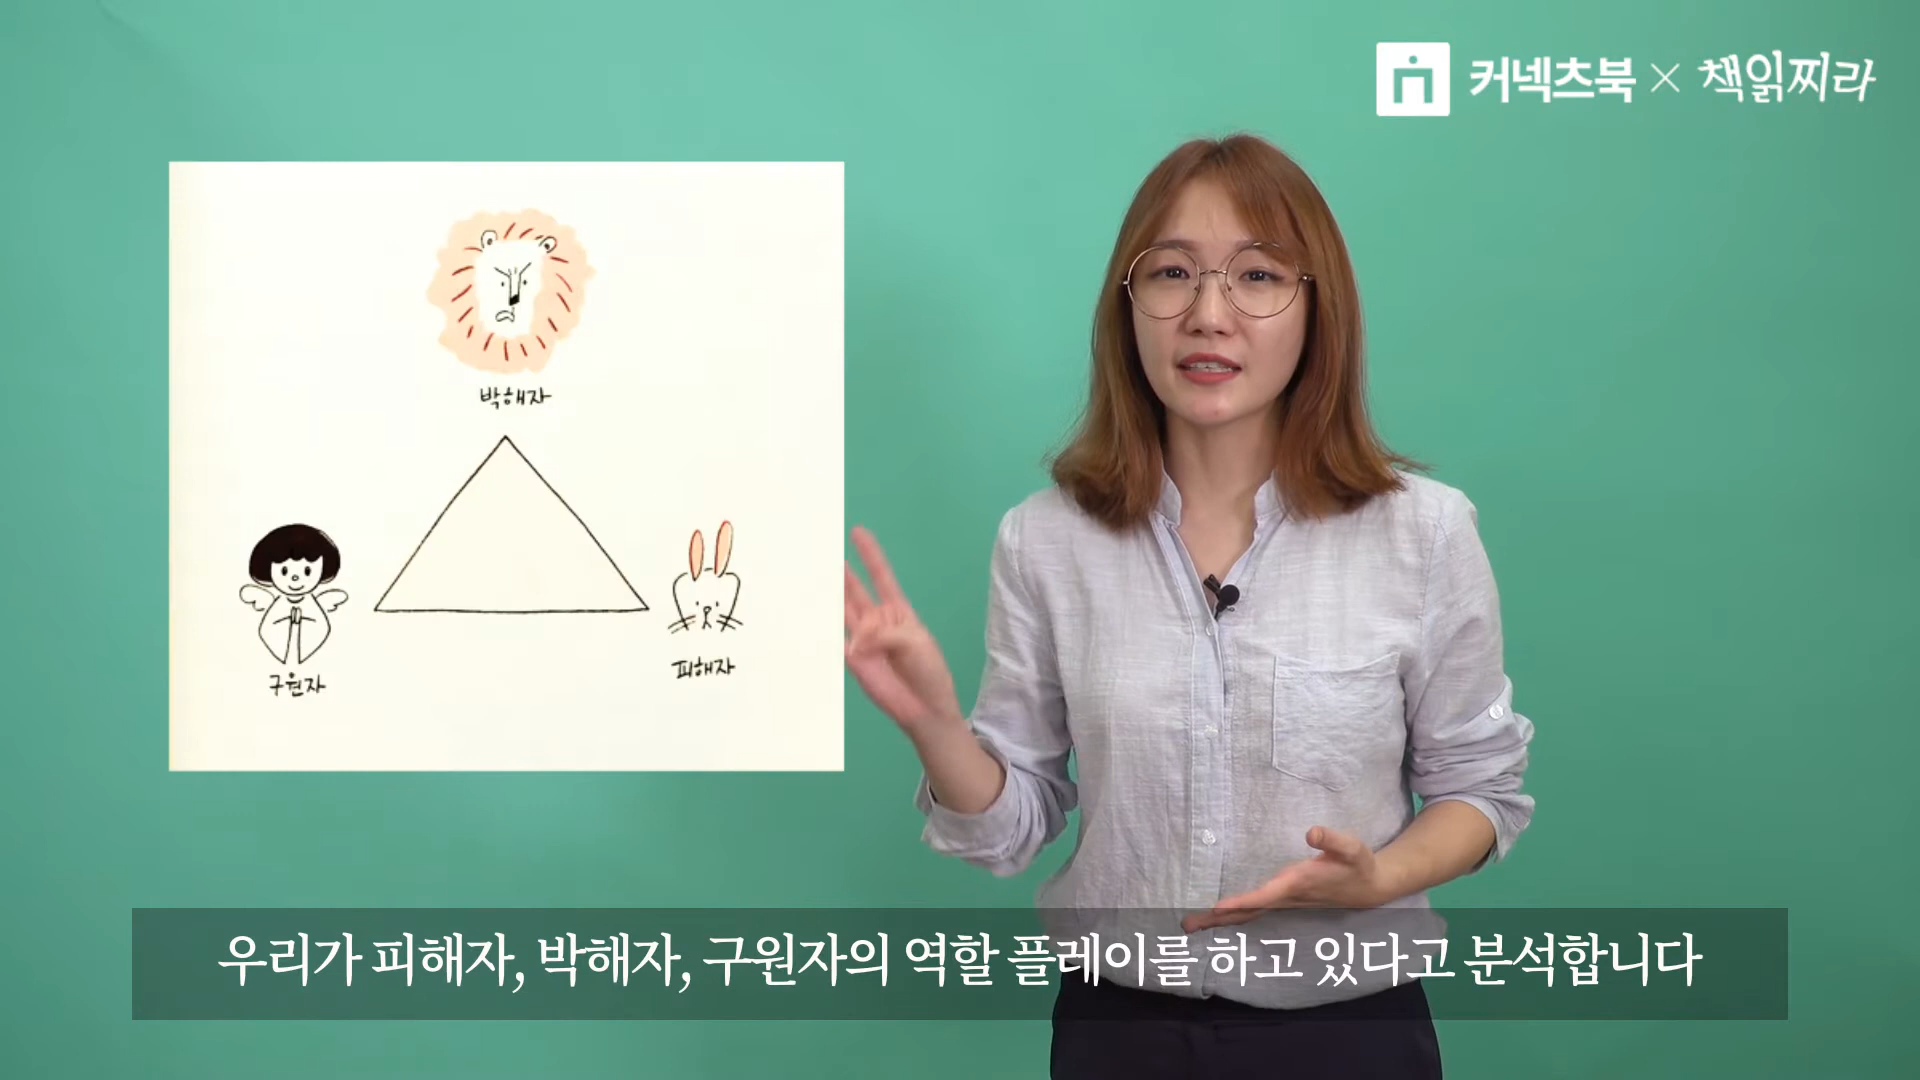 커넥츠북 × 책읽찌라
박해자
구원자
피해자
우리가 피해자, 박해자, 구원자의 역할 플레이를 하고 있다고 분석합니다